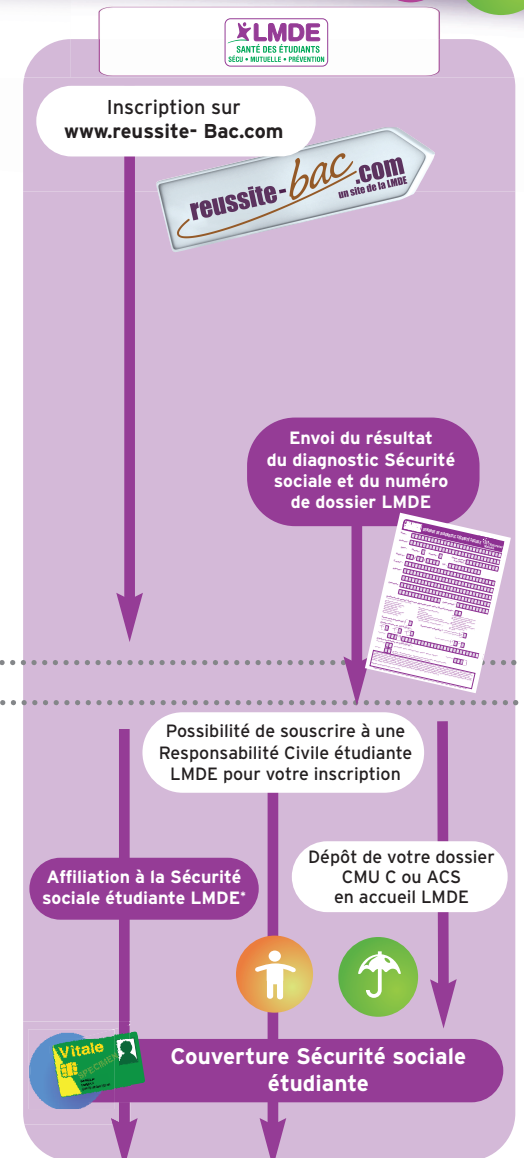 LMDE
SANTÉ DES ÉTUDIANTS
SÉCU • MUTUELLE • PRÉVENTION
Inscription sur
www.reussite- Bac.com
reussite-bac.com
un site de la LMDE
Envoi du résultat
du diagnostic Sécurité
sociale et du numéro
de dossier LMDE
Possibilité de souscrire à une
Responsabilité Civile étudiante
LMDE pour votre inscription
Dépôt de votre dossier
CMU C ou ACS
en accueil LMDE
Affiliation à la Sécurité
sociale étudiante LMDE*
Vitale
SPECIMEN
Couverture Sécurité sociale
étudiante